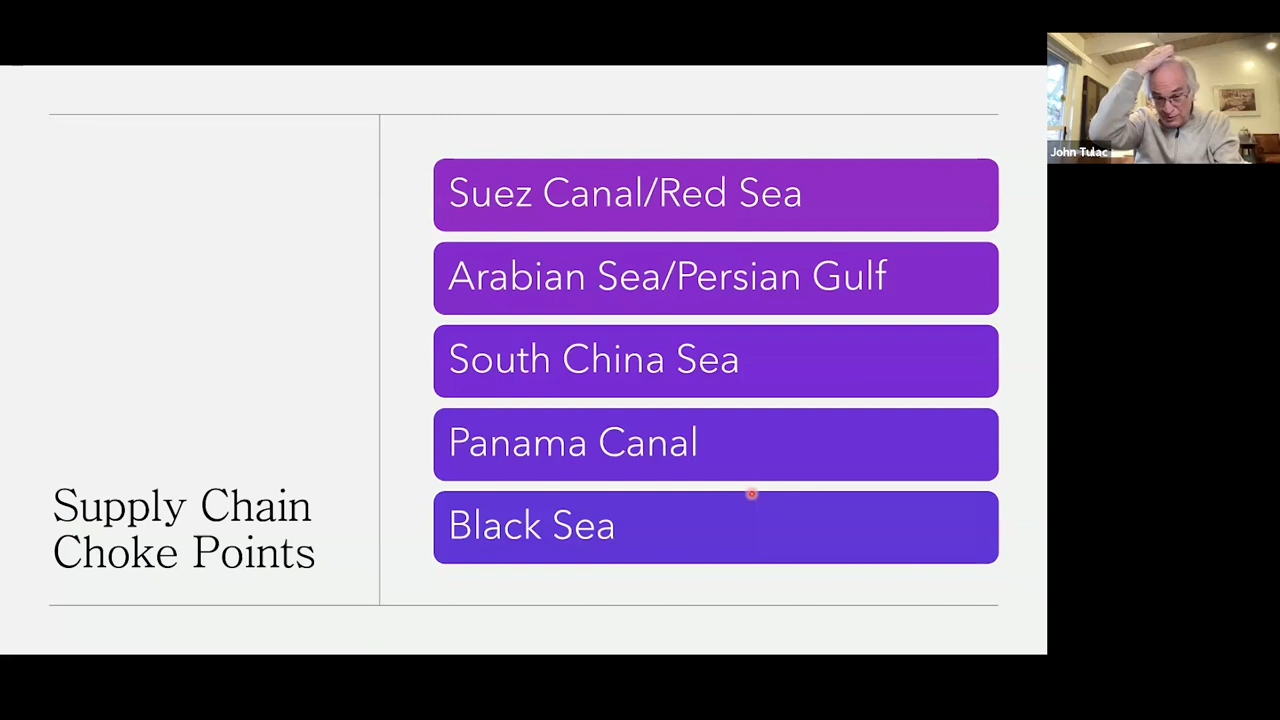 Supply Chain
Choke Points
Suez Canal/Red Sea
Arabian Sea/Persian Gulf
South China Sea
Panama Canal
Black Sea
John Tulac